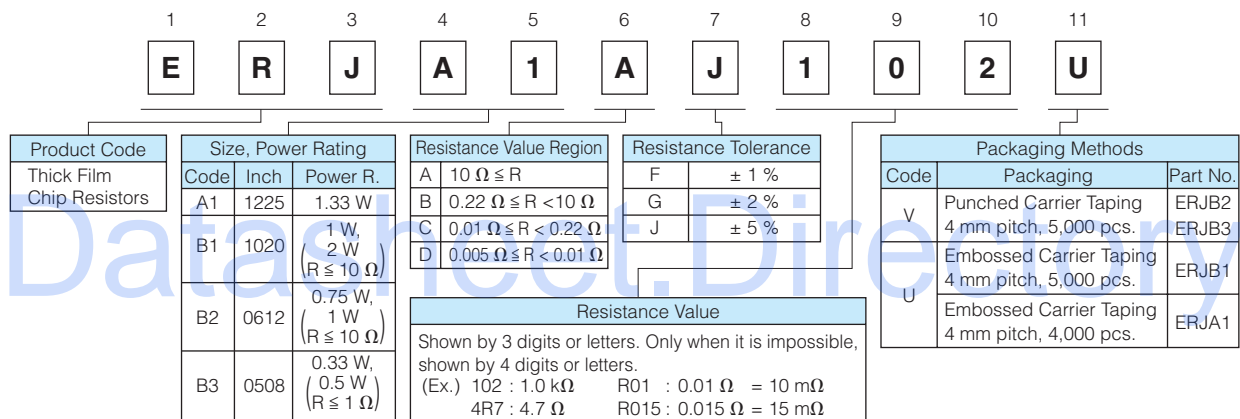 1 2 3 4 5 6 7 8 9 10 11
E R J A 1 A J 1 0 2 U
Product Code
Thick Film
Chip Resistors
Size, Power Rating
Code Inch Power R.
A1 1225 1.33 W
B1 1020 1 W,
2 W
(R ≦ 10 Ω)
B2 0612 0.75 W,
1 W
(R ≦ 10 Ω)
B3 0508 0.33 W,
0.5 W
(R ≦ 1 Ω)
Resistance Value Region
A 10 Ω ≦ R
B 0.22 Ω ≦ R <10 Ω
C 0.01 Ω ≦ R < 0.22 Ω
D 0.005 Ω ≦ R < 0.01 Ω
Resistance Tolerance
F ± 1 %
G ± 2 %
J ± 5 %
Resistance Value
Shown by 3 digits or letters. Only when it is impossible,
shown by 4 digits or letters.
(Ex.) 102 : 1.0 kΩ R01 : 0.01 Ω = 10 mΩ
4R7 : 4.7 Ω R015 : 0.015 Ω = 15 mΩ
Packaging Methods
Code Packaging Part No.
V Punched Carrier Taping
4 mm pitch, 5,000 pcs.
ERJB2
ERJB3
U Embossed Carrier Taping
4 mm pitch, 5,000 pcs.
ERJB1
Embossed Carrier Taping
4 mm pitch, 4,000 pcs.
ERJA1
Datasheet.Directory